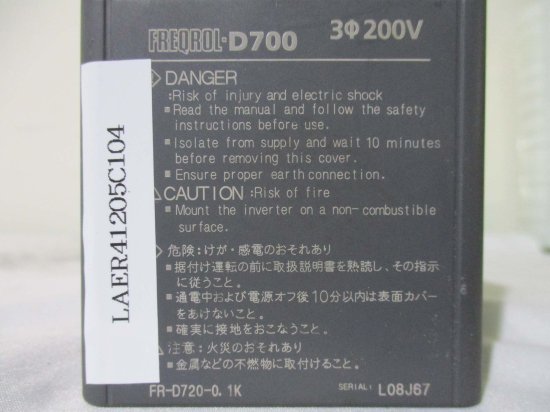 FREQROL-D700 3Φ200V
DANGER
:Risk of injury and electric shock
▪Read the manual and follow the safety
instructions before use.
▪Isolate from supply and wait 10 minutes
before removing this cover.
▪Ensure proper earth connection.
CAUTION :Risk of fire
▪Mount the inverter on a non-combustible
surface.
危険：けが・感電のおそれあり
▪据付け運転の前に取扱説明書を熟読し、その指示
に従うこと。
▪通電中および電源オフ後10分以内は表面カバー
をあけないこと。
▪確実に接地をおこなうこと。
注意：火災のおそれあり
▪金属などの不燃物に取付けること。
FR-D720-0.1K SERIAL: L08J67
LAER41205C104